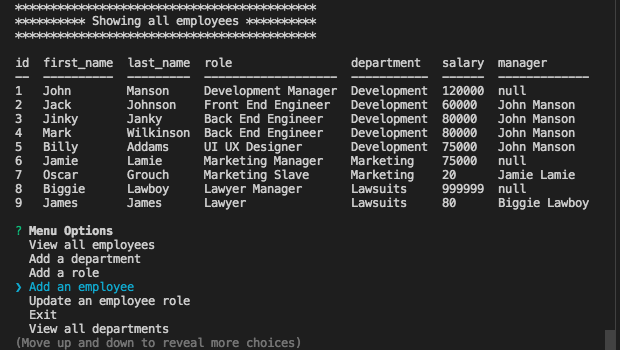 *******************************************
********** Showing all employees **********
*******************************************
id  first_name  last_name  role                 department   salary  manager
--  ----------  ---------  -------------------  -----------  ------  -------------
1   John        Manson     Development Manager  Development  120000  null
2   Jack        Johnson    Front End Engineer   Development  60000   John Manson
3   Jinky       Janky      Back End Engineer    Development  80000   John Manson
4   Mark        Wilkinson  Back End Engineer    Development  80000   John Manson
5   Billy       Addams     UI UX Designer       Development  75000   John Manson
6   Jamie       Lamie      Marketing Manager    Marketing    75000   null
7   Oscar       Grouch     Marketing Slave      Marketing    20      Jamie Lamie
8   Biggie      Lawboy     Lawyer Manager       Lawsuits     999999  null
9   James       James      Lawyer               Lawsuits     80      Biggie Lawboy
? Menu Options
  View all employees
  Add a department
  Add a role
❯ Add an employee
  Update an employee role
  Exit
  View all departments
(Move up and down to reveal more choices)